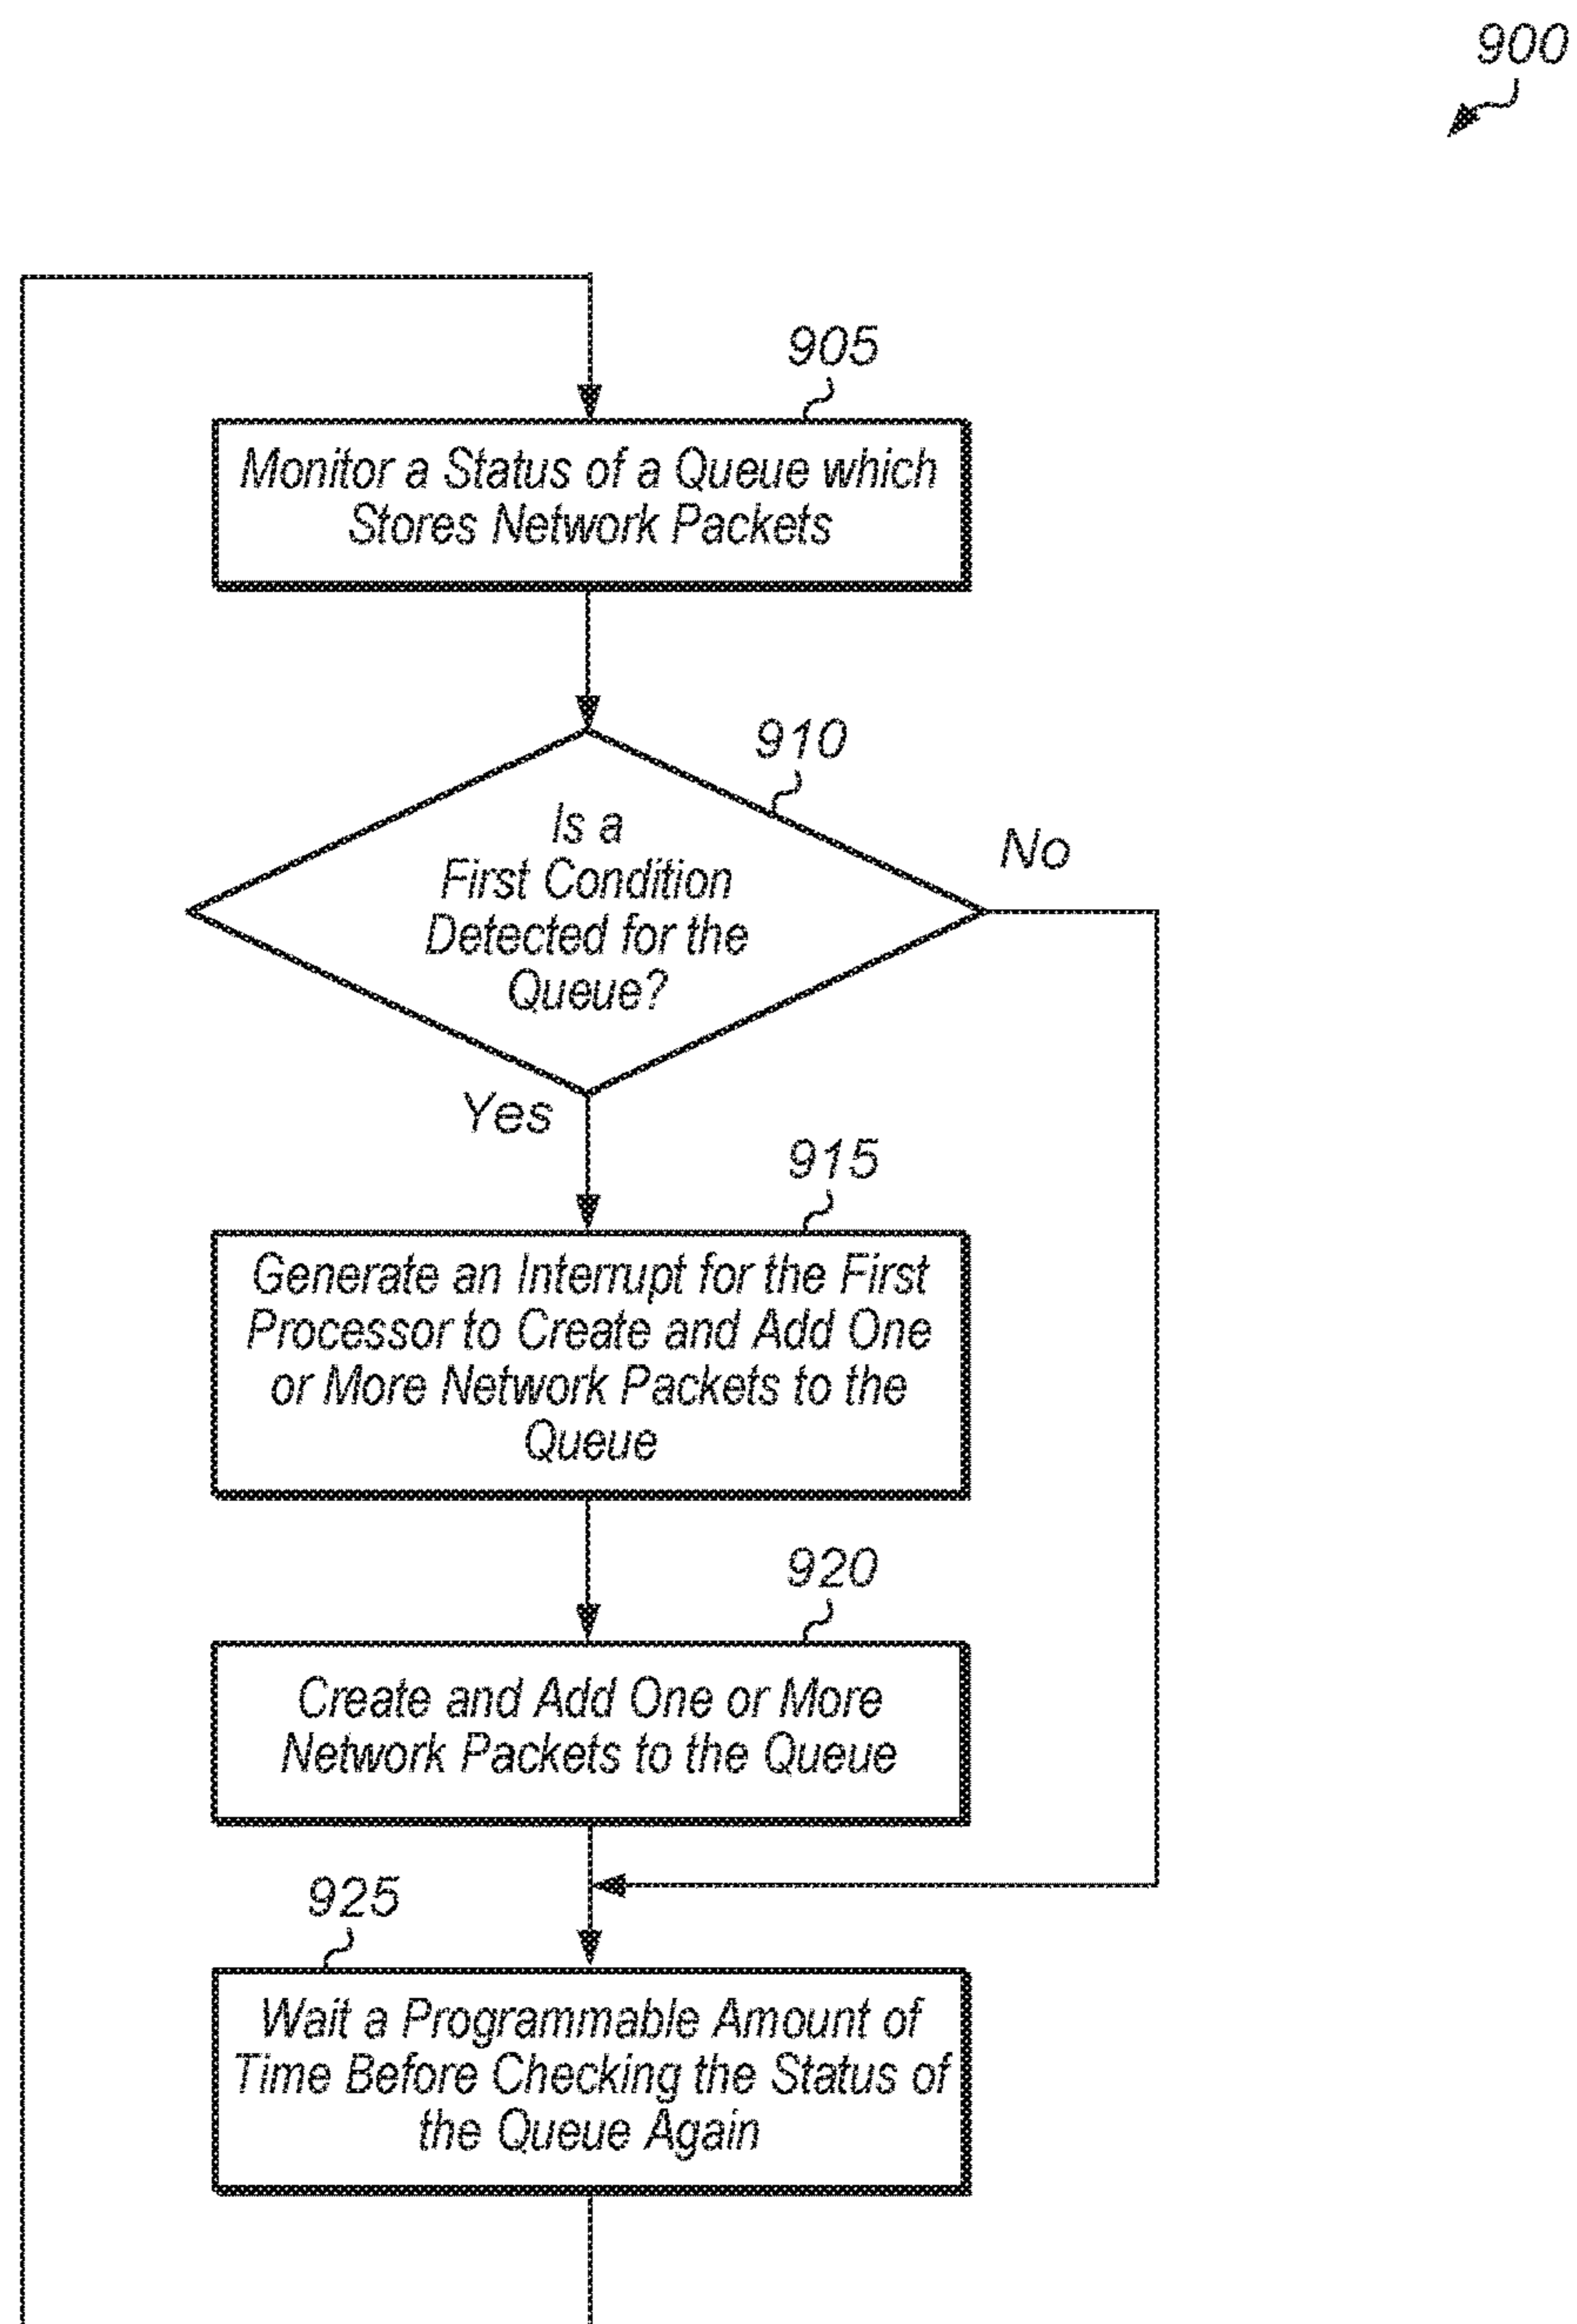 900
905
Monitor a Status of a Queue which
Stores Network Packets
910
Is a
First Condition
Detected for the
Queue?
No
Yes
915
Generate an Interrupt for the First
Processor to Create and Add One
or More Network Packets to the
Queue
920
Create and Add One or More
Network Packets to the Queue
925
Wait a Programmable Amount of
Time Before Checking the Status of
the Queue Again